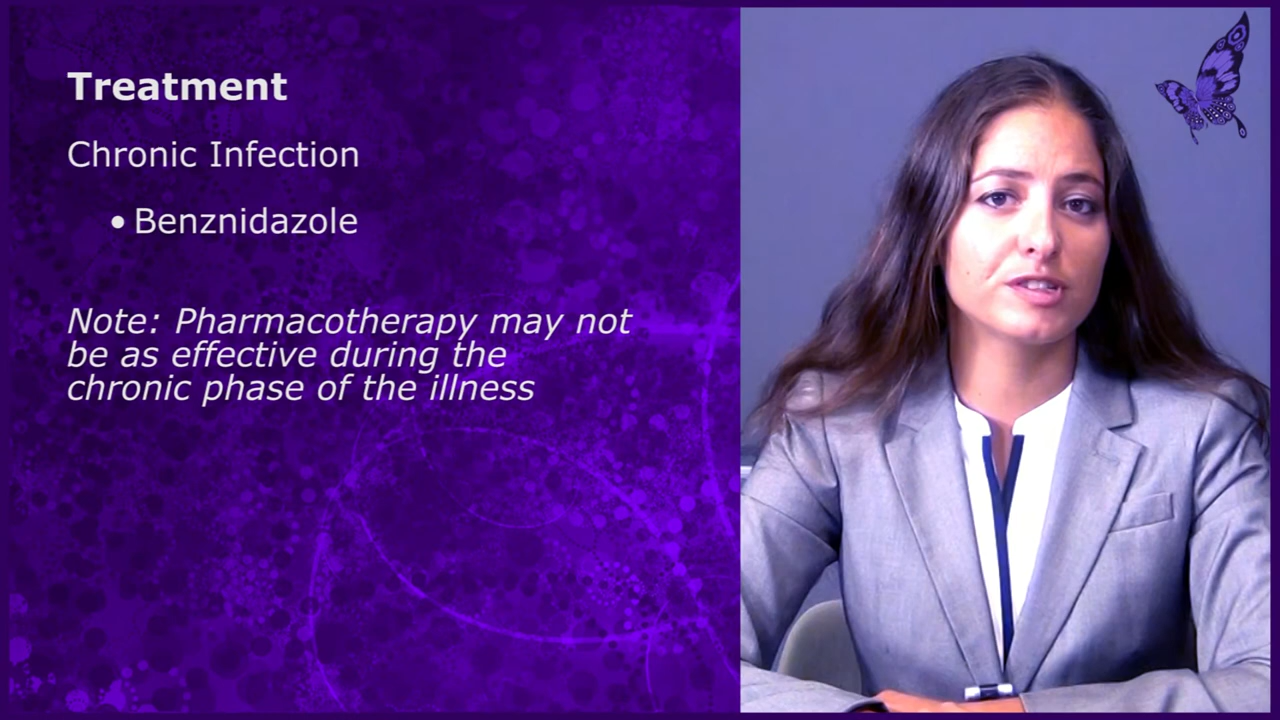 Treatment
Chronic Infection
• Benznidazole
Note: Pharmacotherapy may not
be as effective during the
chronic phase of the illness